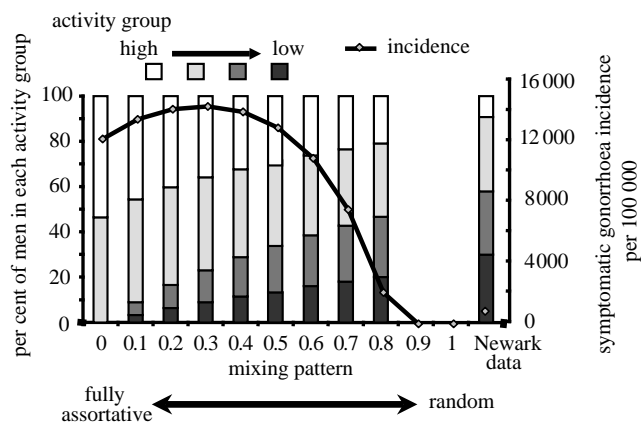 activity group
high low incidence
per cent of men in each activity group
100
80
60
40
20
0
16 000
12 000
8000
4000
0
symptomatic gonorrhoea incidence
per 100 000
0 0.1 0.2 0.3 0.4 0.5 0.6 0.7 0.8 0.9 1 Newark
data
mixing pattern
fully
assortative
random